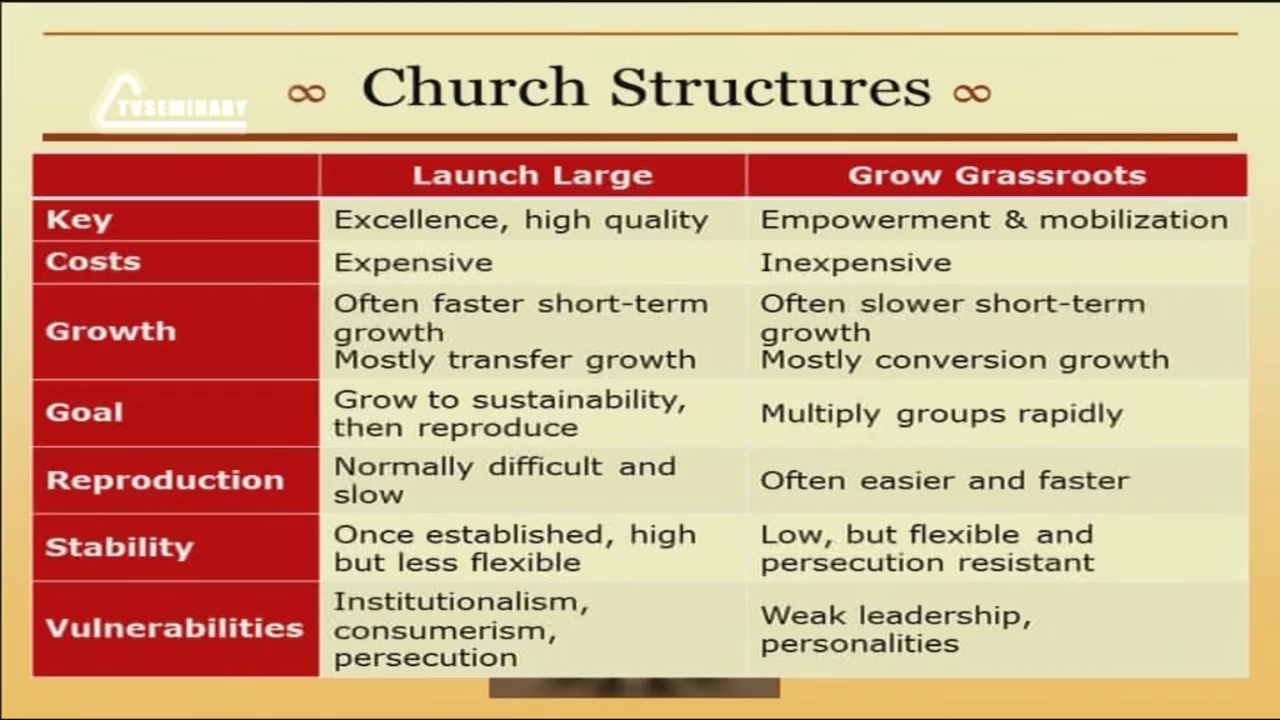 TVSEMINARY
∞ Church Structures ∞
Launch Large
Grow Grassroots
Key
Excellence, high quality
Empowerment & mobilization
Costs
Expensive
Inexpensive
Growth
Often faster short-term
growth
Mostly transfer growth
Often slower short-term
growth
Mostly conversion growth
Goal
Grow to sustainability,
then reproduce
Multiply groups rapidly
Reproduction
Normally difficult and
slow
Often easier and faster
Stability
Once established, high
but less flexible
Low, but flexible and
persecution resistant
Vulnerabilities
Institutionalism,
consumerism,
persecution
Weak leadership,
personalities